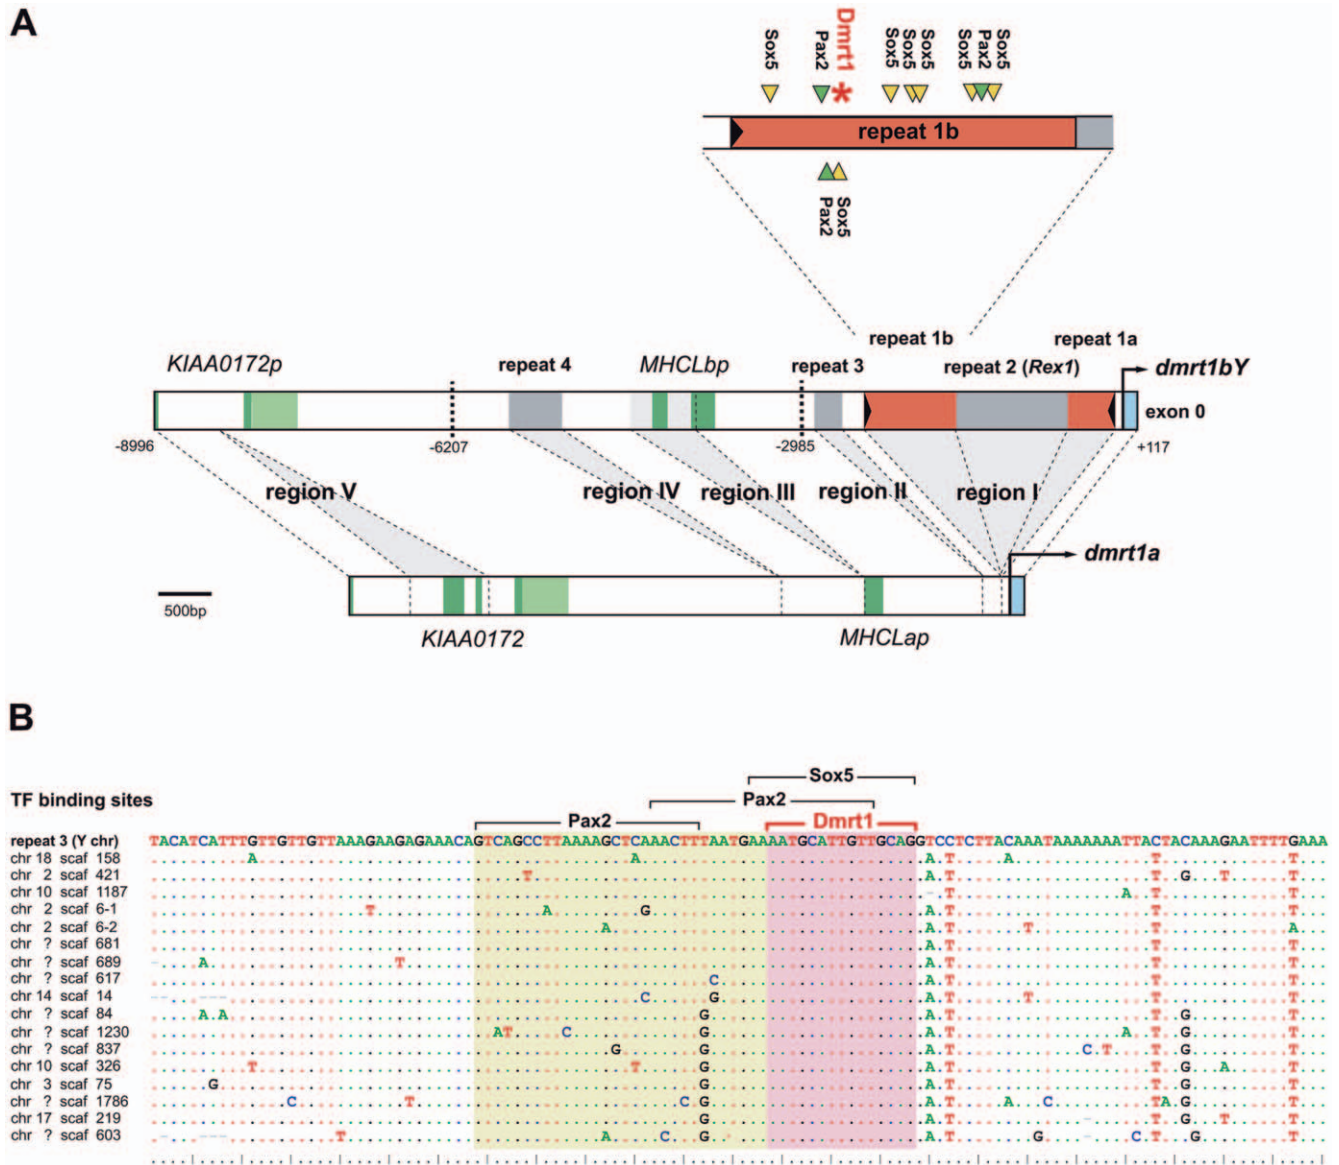 A
Sox5 Pax2 Dmrt1 Sox5 Sox5 Sox5 Sox5 Pax2 Sox5
*
repeat 1b
Pax2 Sox5
repeat 1b repeat 1a
KIAA0172p repeat 4 MHCLbp repeat 3 repeat 2 (Rex1) dmrt1bY
exon 0
-8996 -6207 -2985 +117
region V region IV region III region II region I
dmrt1a
500bp
KIAA0172 MHCLap
B
Sox5
TF binding sites Pax2
Pax2 Dmrt1
repeat 3 (Y chr) TACATCATTTGTTGTTGTTAAAGAAGAGAAACAGTCAGCCTTAAAAGCTCAAACTTTAATGAAAATGCATTGTTGCAGGTCCTCTTACAAATAAAAAAATTACTACAAAGAATTTTGAAA
chr 18 scaf 158 A A A T A T T
chr 2 scaf 421 T A T T G T T
chr 10 scaf 1187 - T A T T
chr 2 scaf 6-1 T A G A T T T
chr 2 scaf 6-2 A A T T T A
chr ? scaf 681 A T T T
chr ? scaf 689 - A T A T T T
chr ? scaf 617 C A T T T
chr 14 scaf 14 -- --- C G A T T T T
chr ? scaf 84 A A G A T T G T
chr ? scaf 1230 A T C G A T A T G T
chr ? scaf 837 G G A T C T T G T
chr 10 scaf 326 T T G A T T G A T
chr 3 scaf 75 G G A T T G T
chr ? scaf 1786 C T C G A T A C T A G T
chr 17 scaf 219 G A T - T G T T
chr ? scaf 603 - --- T A C G A T G - C T G T